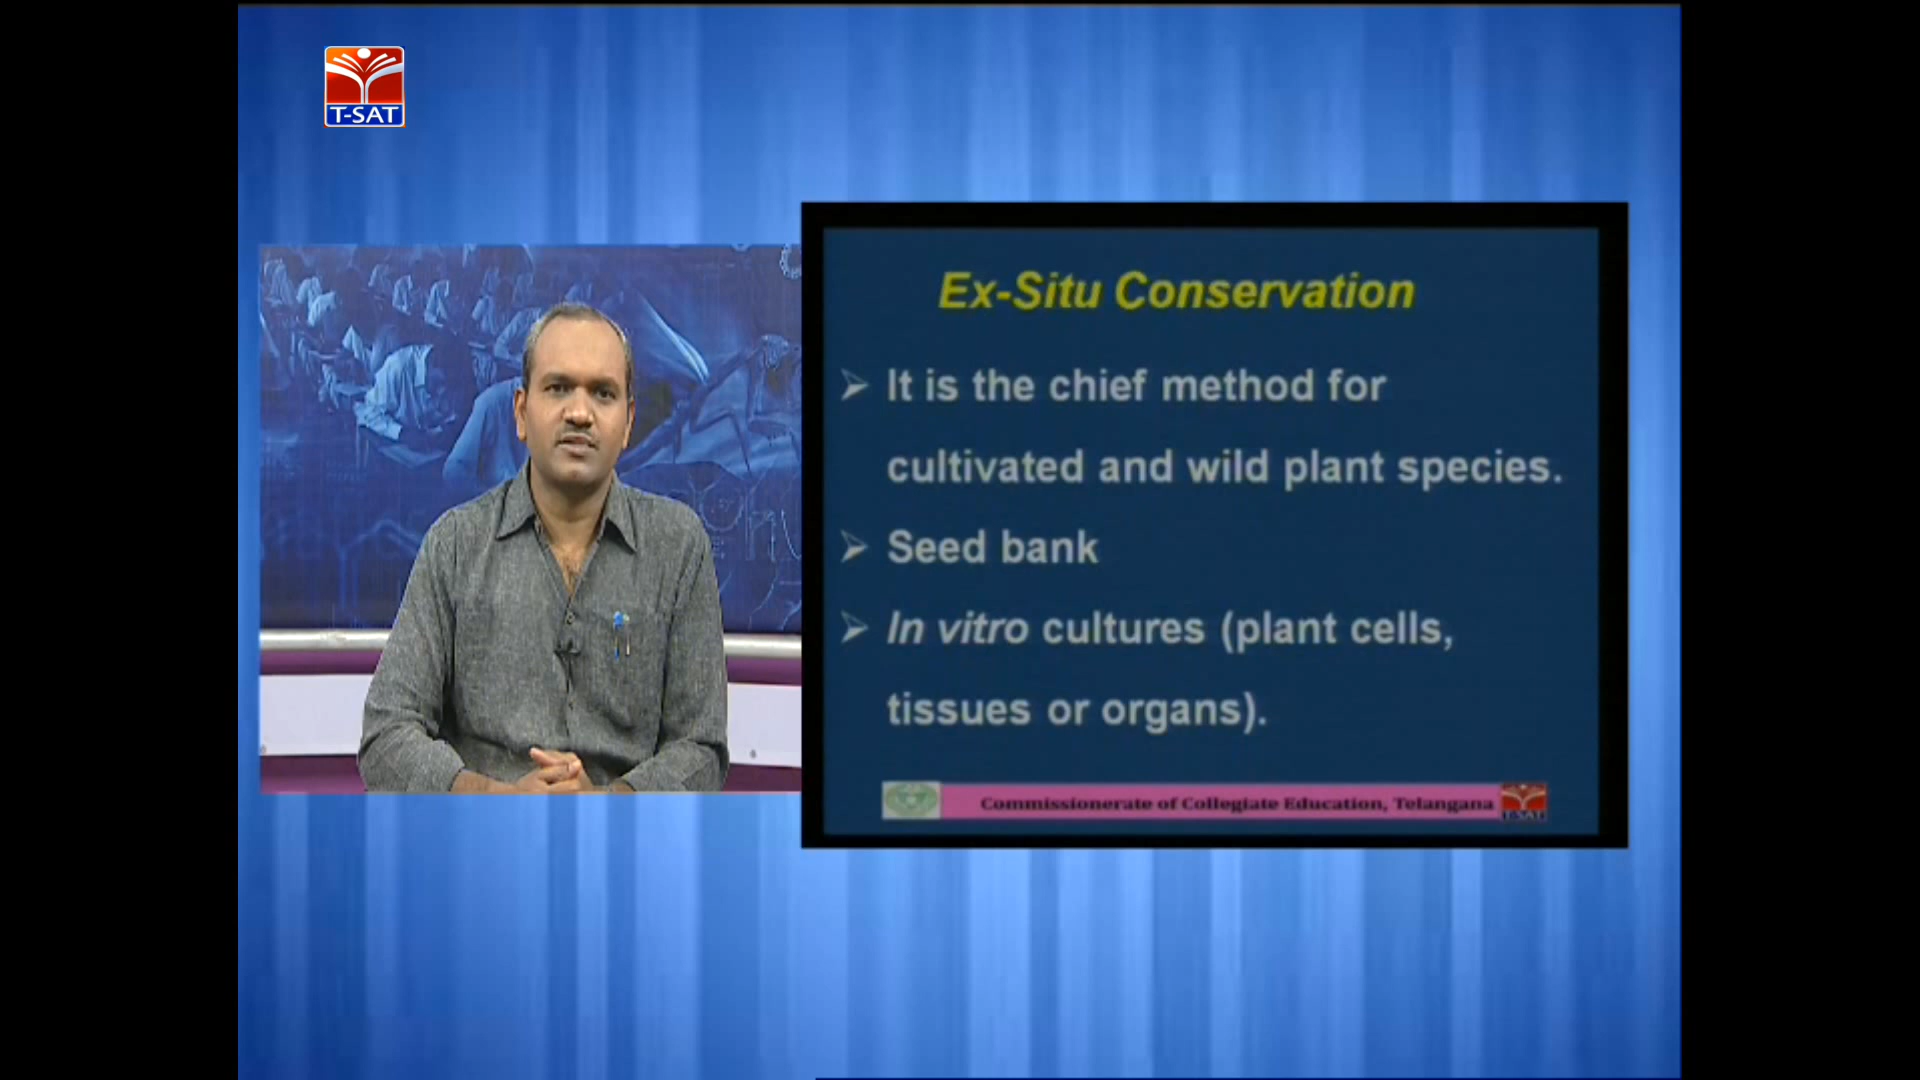 T-SAT
Ex-Situ Conservation
➢ It is the chief method for
cultivated and wild plant species.
➢ Seed bank
➢ In vitro cultures (plant cells,
tissues or organs).
Commissionerate of Collegiate Education, Telangana
T-SAT